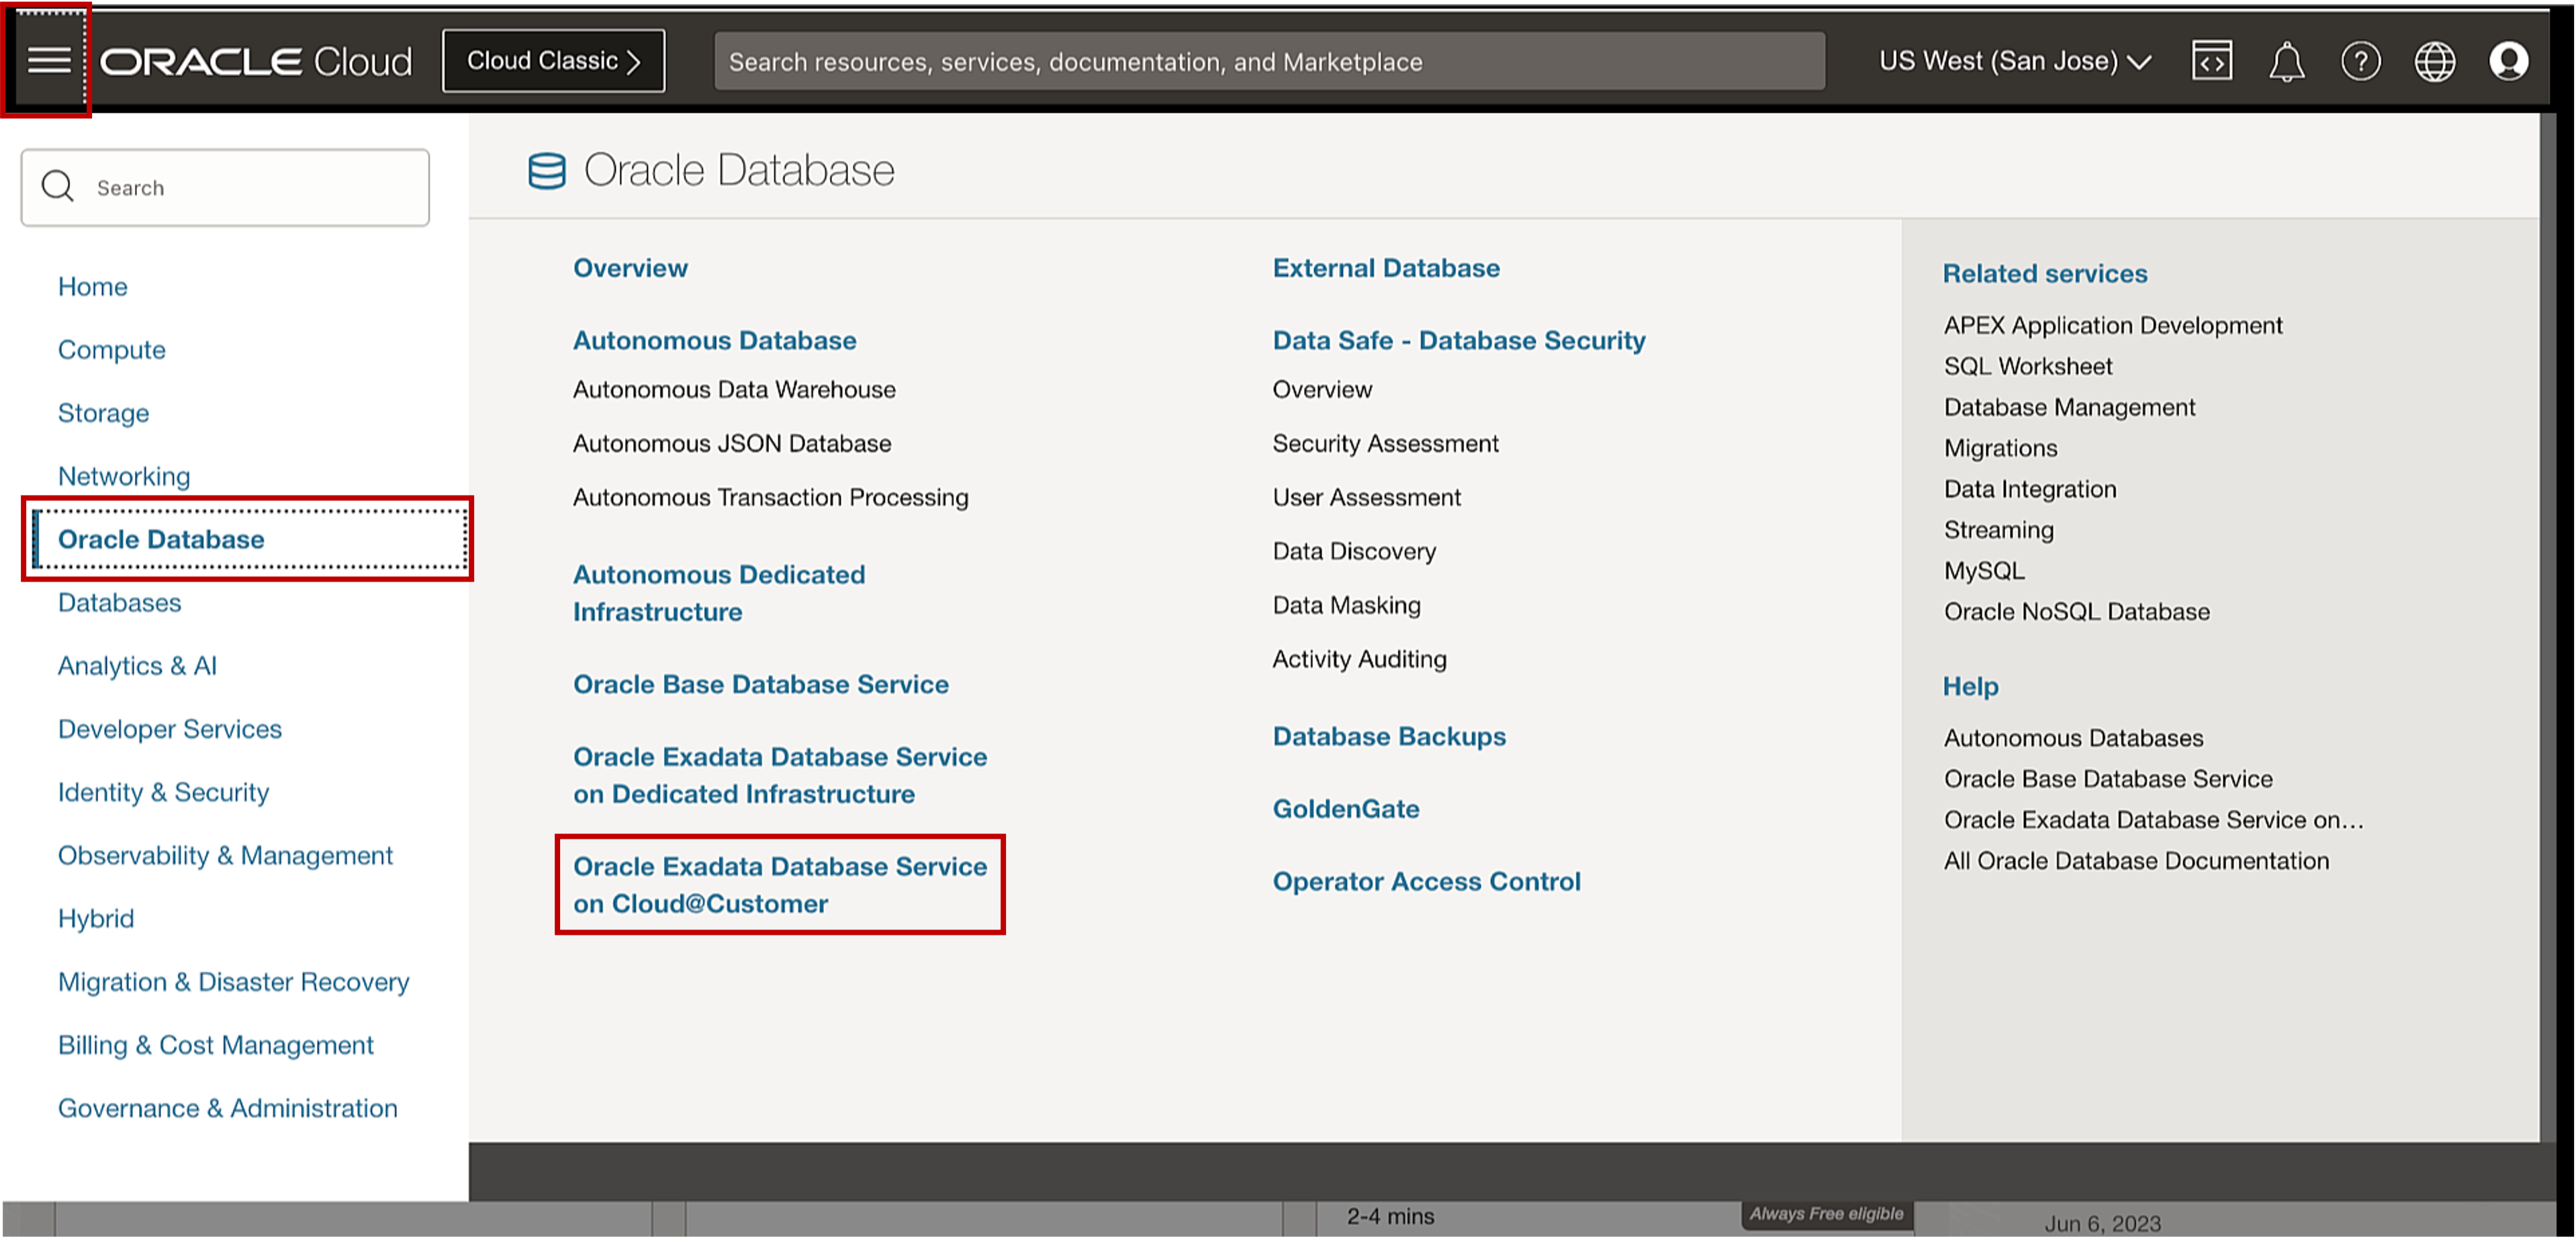 ORACLE Cloud
Cloud Classic >
Search resources, services, documentation, and Marketplace
US West (San Jose)
Search
Home
Compute
Storage
Networking
Oracle Database
Databases
Analytics & AI
Developer Services
Identity & Security
Observability & Management
Hybrid
Migration & Disaster Recovery
Billing & Cost Management
Governance & Administration
Oracle Database
Overview
Autonomous Database
Autonomous Data Warehouse
Autonomous JSON Database
Autonomous Transaction Processing
Autonomous Dedicated
Infrastructure
Oracle Base Database Service
Oracle Exadata Database Service
on Dedicated Infrastructure
Oracle Exadata Database Service
on Cloud@Customer
External Database
Data Safe - Database Security
Overview
Security Assessment
User Assessment
Data Discovery
Data Masking
Activity Auditing
Database Backups
GoldenGate
Operator Access Control
Related services
APEX Application Development
SQL Worksheet
Database Management
Migrations
Data Integration
Streaming
MySQL
Oracle NoSQL Database
Help
Autonomous Databases
Oracle Base Database Service
Oracle Exadata Database Service on...
All Oracle Database Documentation
2-4 mins
Always Free eligible
Jun 6, 2023